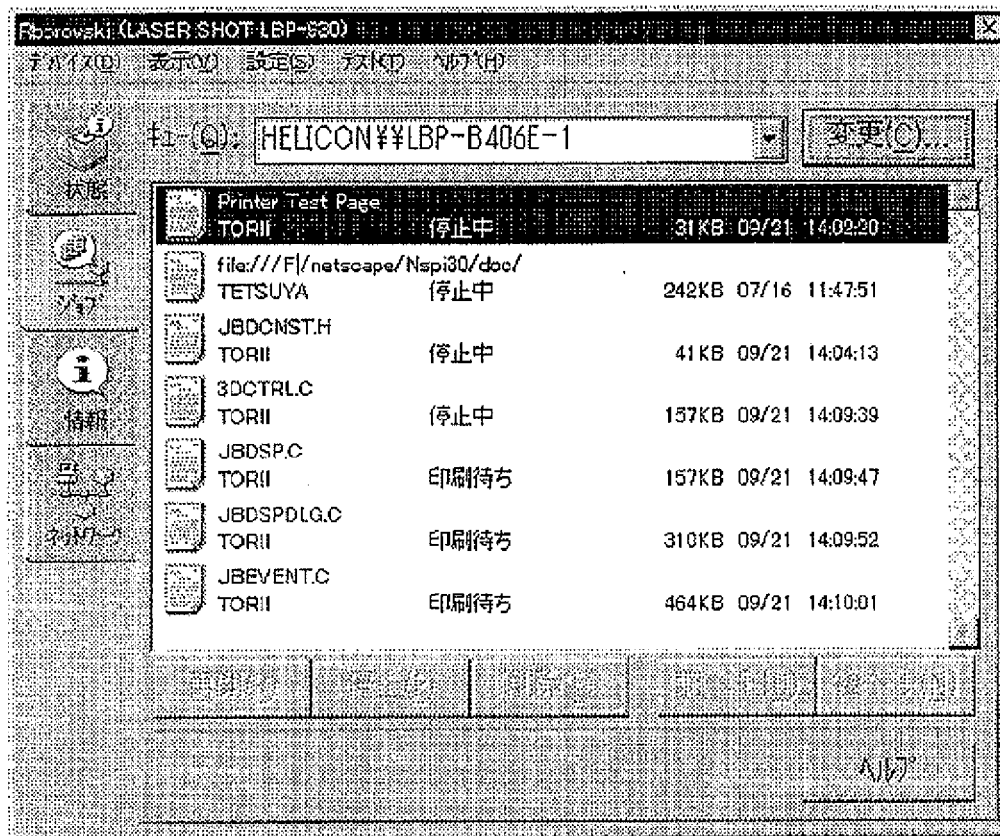 (LASER SHOT LBP-930)
デバイス(D) 表示(V) 設定(S) テスト(T) ヘルプ(H)
キュー(Q): HELICON¥¥LBP-B406E-1 変更(C)...
状態
ジョブ
情報
ネットワーク
Printer Test Page
TORII 停止中 31KB 09/21 14:02:20
file:///F|/netscape/Nspi30/doc/
TETSUYA 停止中 242KB 07/16 11:47:51
JBDCNST.H
TORII 停止中 41KB 09/21 14:04:13
3DCTRL.C
TORII 停止中 157KB 09/21 14:09:39
JBDSP.C
TORII 印刷待ち 157KB 09/21 14:09:47
JBDSPDLG.C
TORII 印刷待ち 310KB 09/21 14:09:52
JBEVENT.C
TORII 印刷待ち 464KB 09/21 14:10:01
ヘルプ